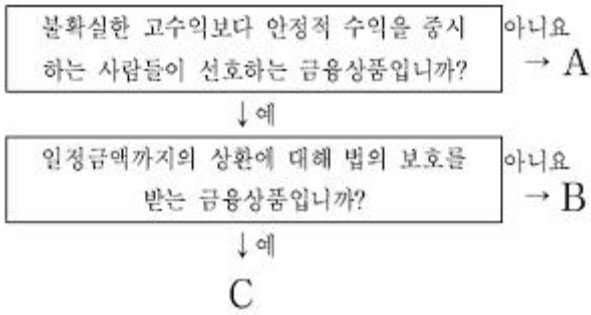 불확실한 고수익보다 안정적 수익을 중시
하는 사람들이 선호하는 금융상품입니까?
아니요
→ A
↓예
일정금액까지의 상환에 대해 법의 보호를
받는 금융상품입니까?
아니요
→ B
↓예
C